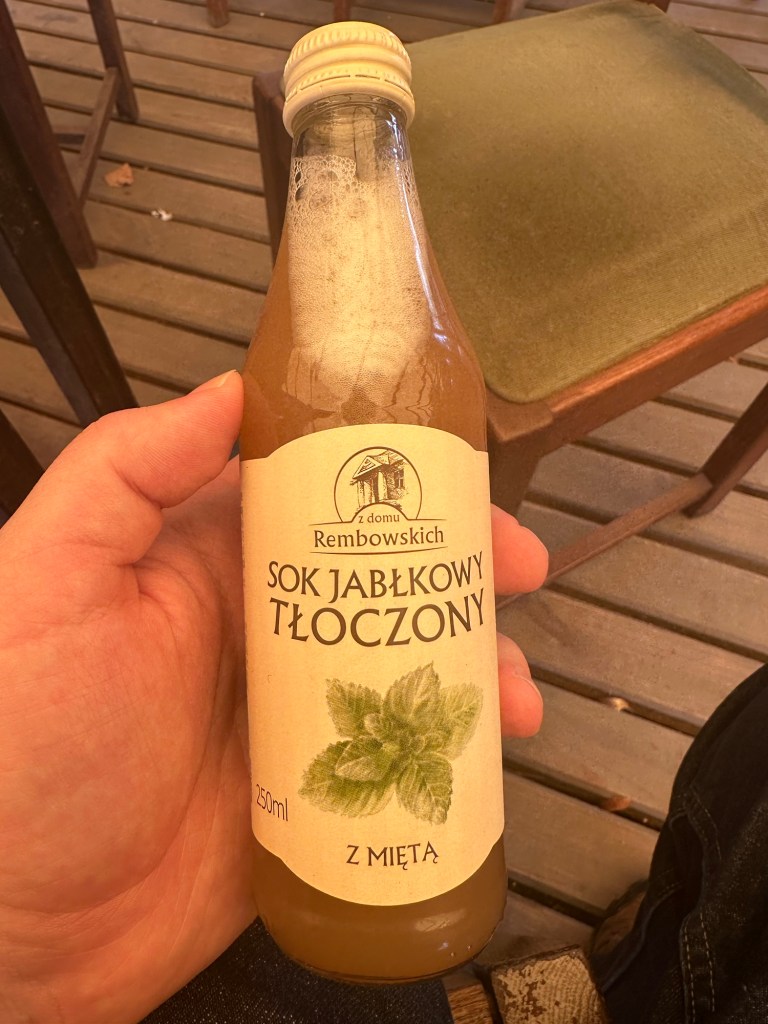 z domu
Rembowskich
SOK JABŁKOWY
TŁOCZONY
250ml
Z MIĘTĄ